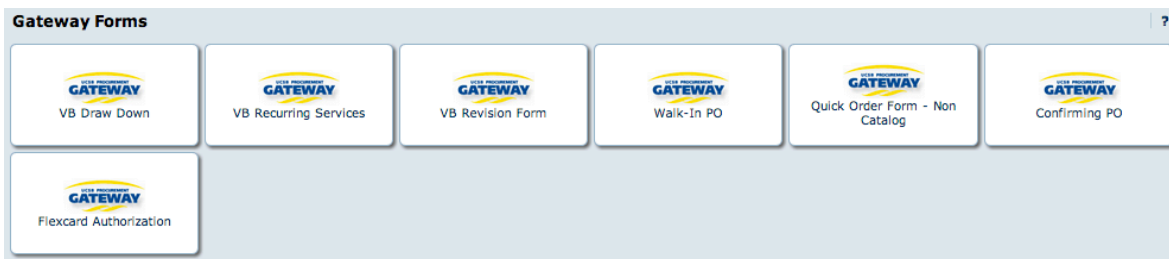 Gateway Forms
?
UCSB PROCUREMENT
GATEWAY
VB Draw Down
UCSB PROCUREMENT
GATEWAY
VB Recurring Services
UCSB PROCUREMENT
GATEWAY
VB Revision Form
UCSB PROCUREMENT
GATEWAY
Walk-In PO
UCSB PROCUREMENT
GATEWAY
Quick Order Form - Non
Catalog
UCSB PROCUREMENT
GATEWAY
Confirming PO
UCSB PROCUREMENT
GATEWAY
Flexcard Authorization